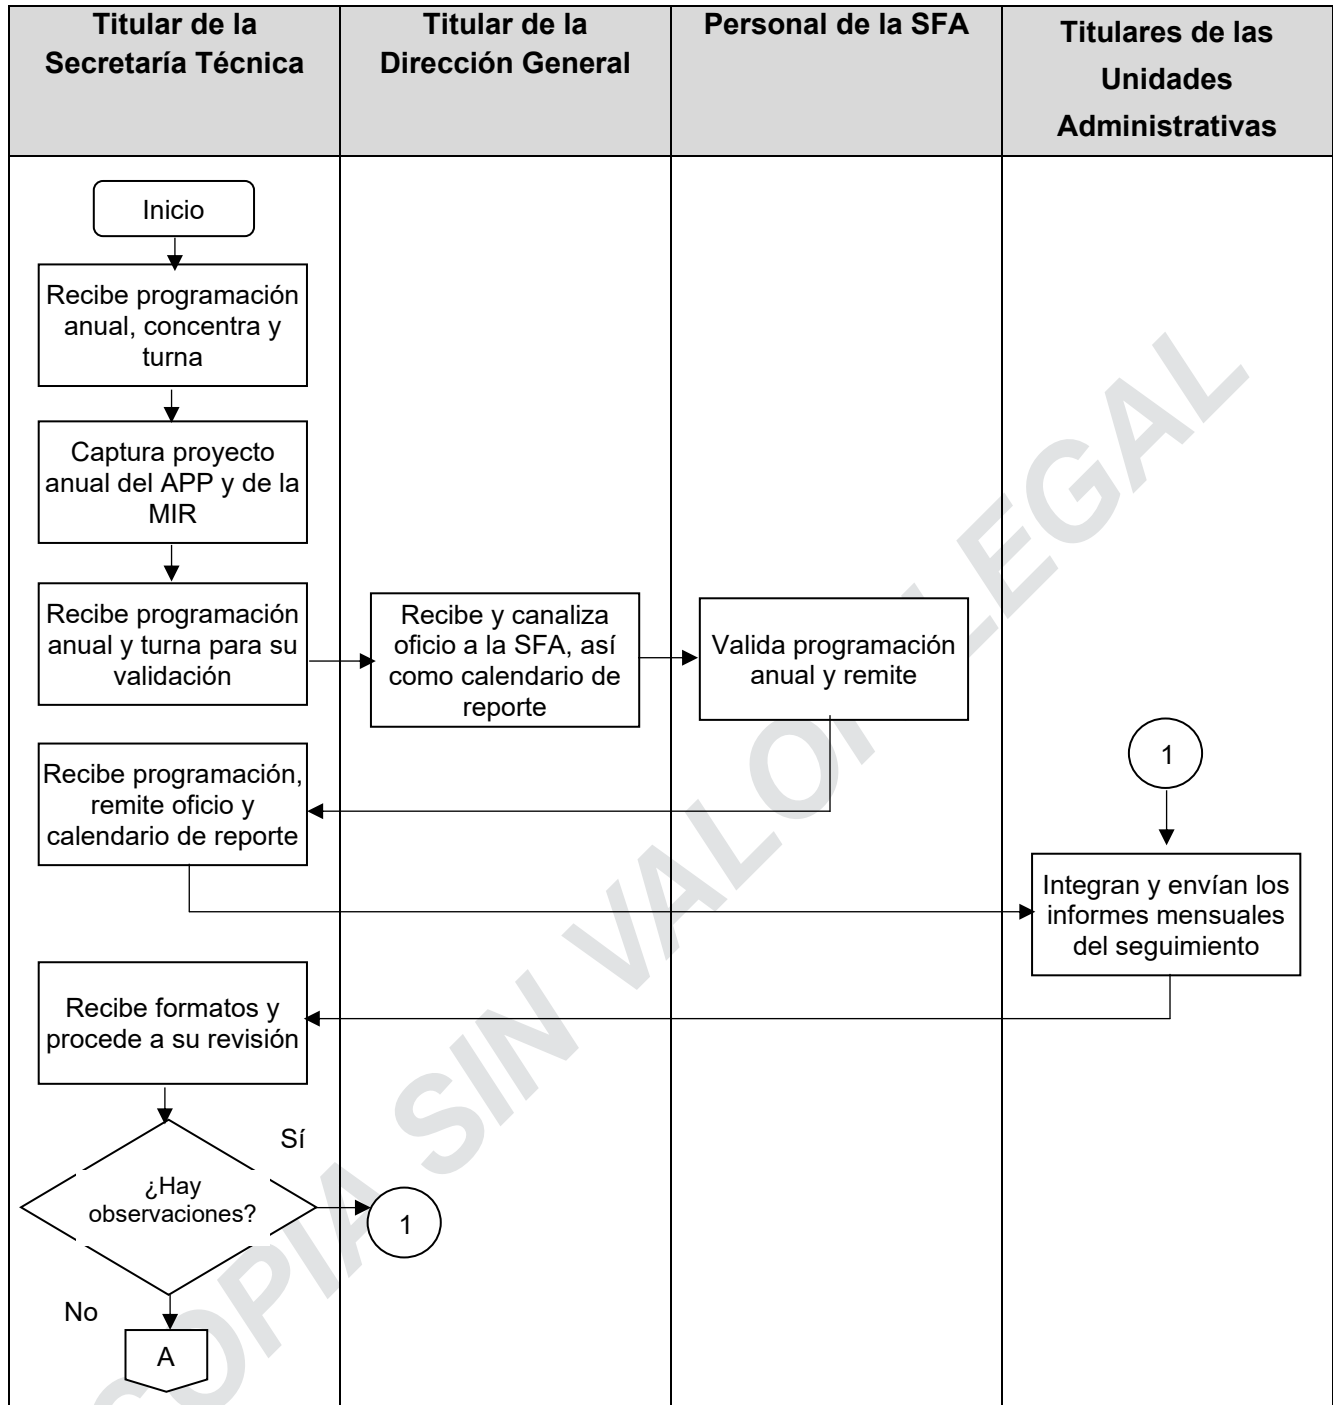 Titular de la
Secretaría Técnica
Titular de la
Dirección General
Personal de la SFA
Titulares de las
Unidades
Administrativas
Inicio
Recibe programación
anual, concentra y
turna
Captura proyecto
anual del APP y de la
MIR
Recibe programación
anual y turna para su
validación
Recibe y canaliza
oficio a la SFA, así
como calendario de
reporte
Valida programación
anual y remite
Recibe programación,
remite oficio y
calendario de reporte
1
Integran y envían los
informes mensuales
del seguimiento
Recibe formatos y
procede a su revisión
Sí
¿Hay
observaciones?
1
No
A
COPIA SIN VALOR LEGAL